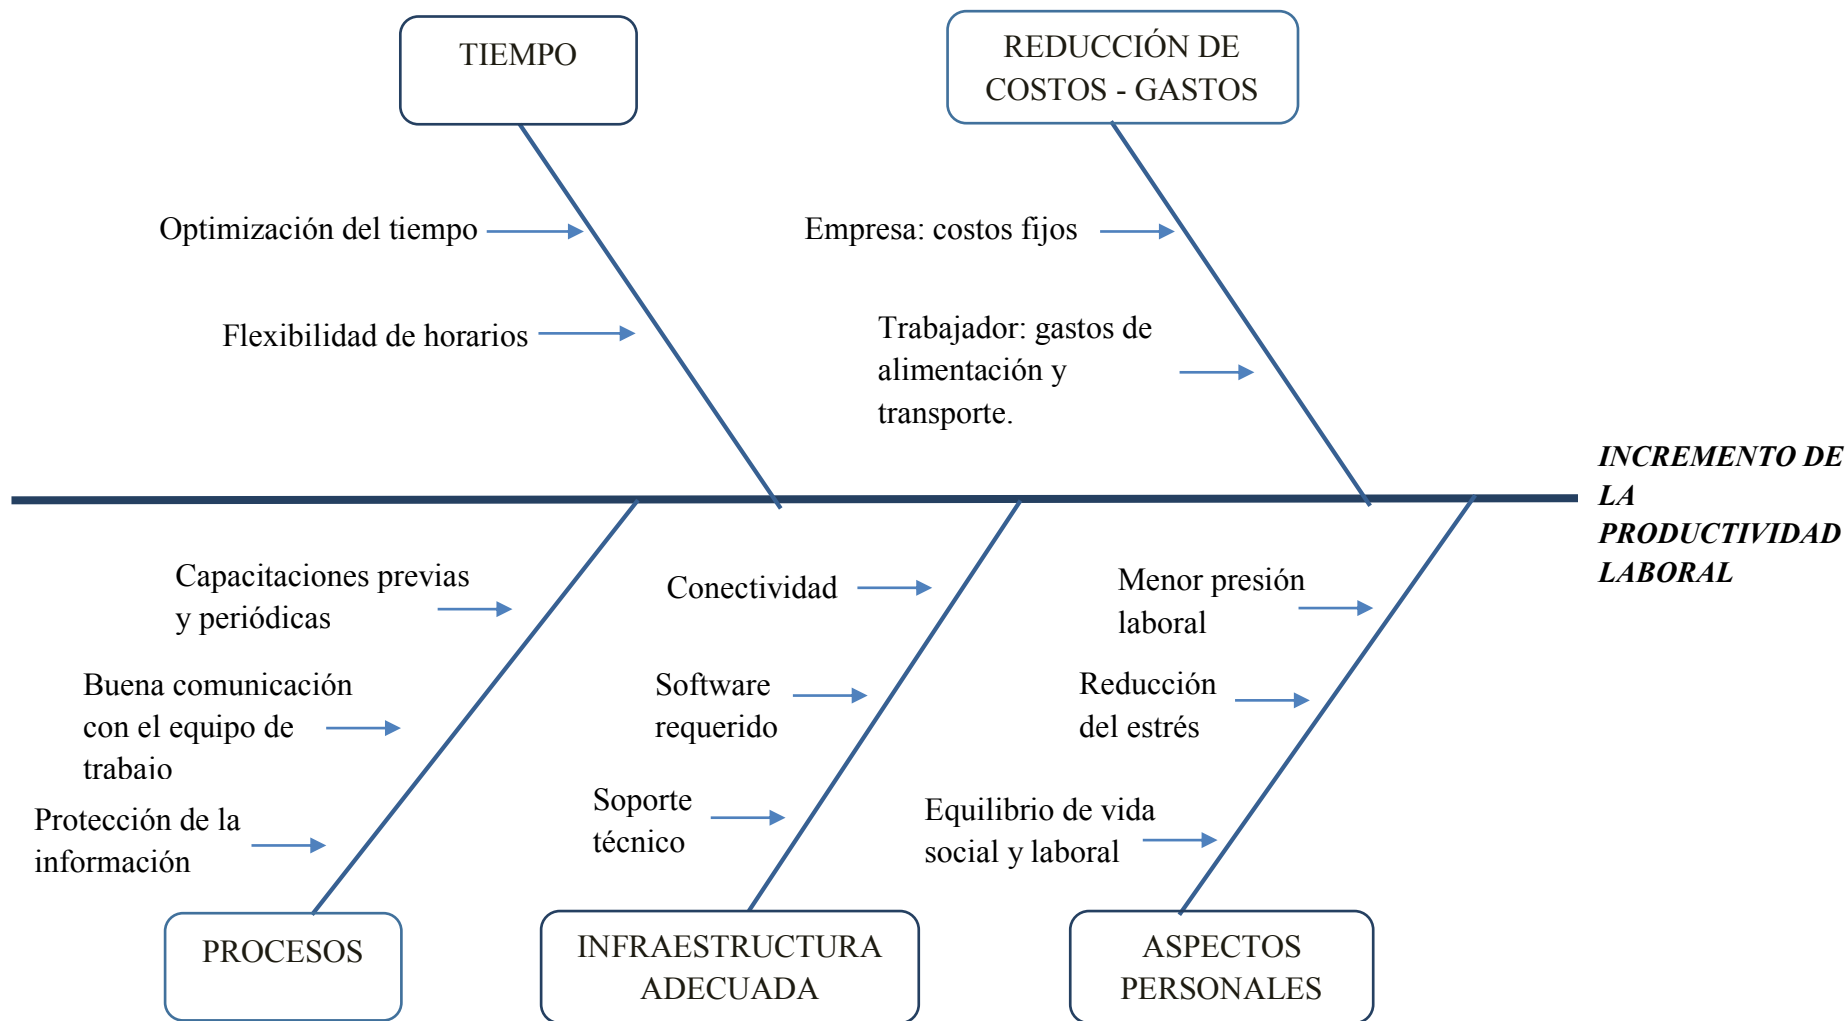 TIEMPO
REDUCCIÓN DE
COSTOS - GASTOS
Optimización del tiempo
Flexibilidad de horarios
Empresa: costos fijos
Trabajador: gastos de
alimentación y
transporte.
INCREMENTO DE
LA
PRODUCTIVIDAD
LABORAL
Capacitaciones previas
y periódicas
Buena comunicación
con el equipo de
trabajo
Protección de la
información
Conectividad
Software
requerido
Soporte
técnico
Menor presión
laboral
Reducción
del estrés
Equilibrio de vida
social y laboral
PROCESOS
INFRAESTRUCTURA
ADECUADA
ASPECTOS
PERSONALES